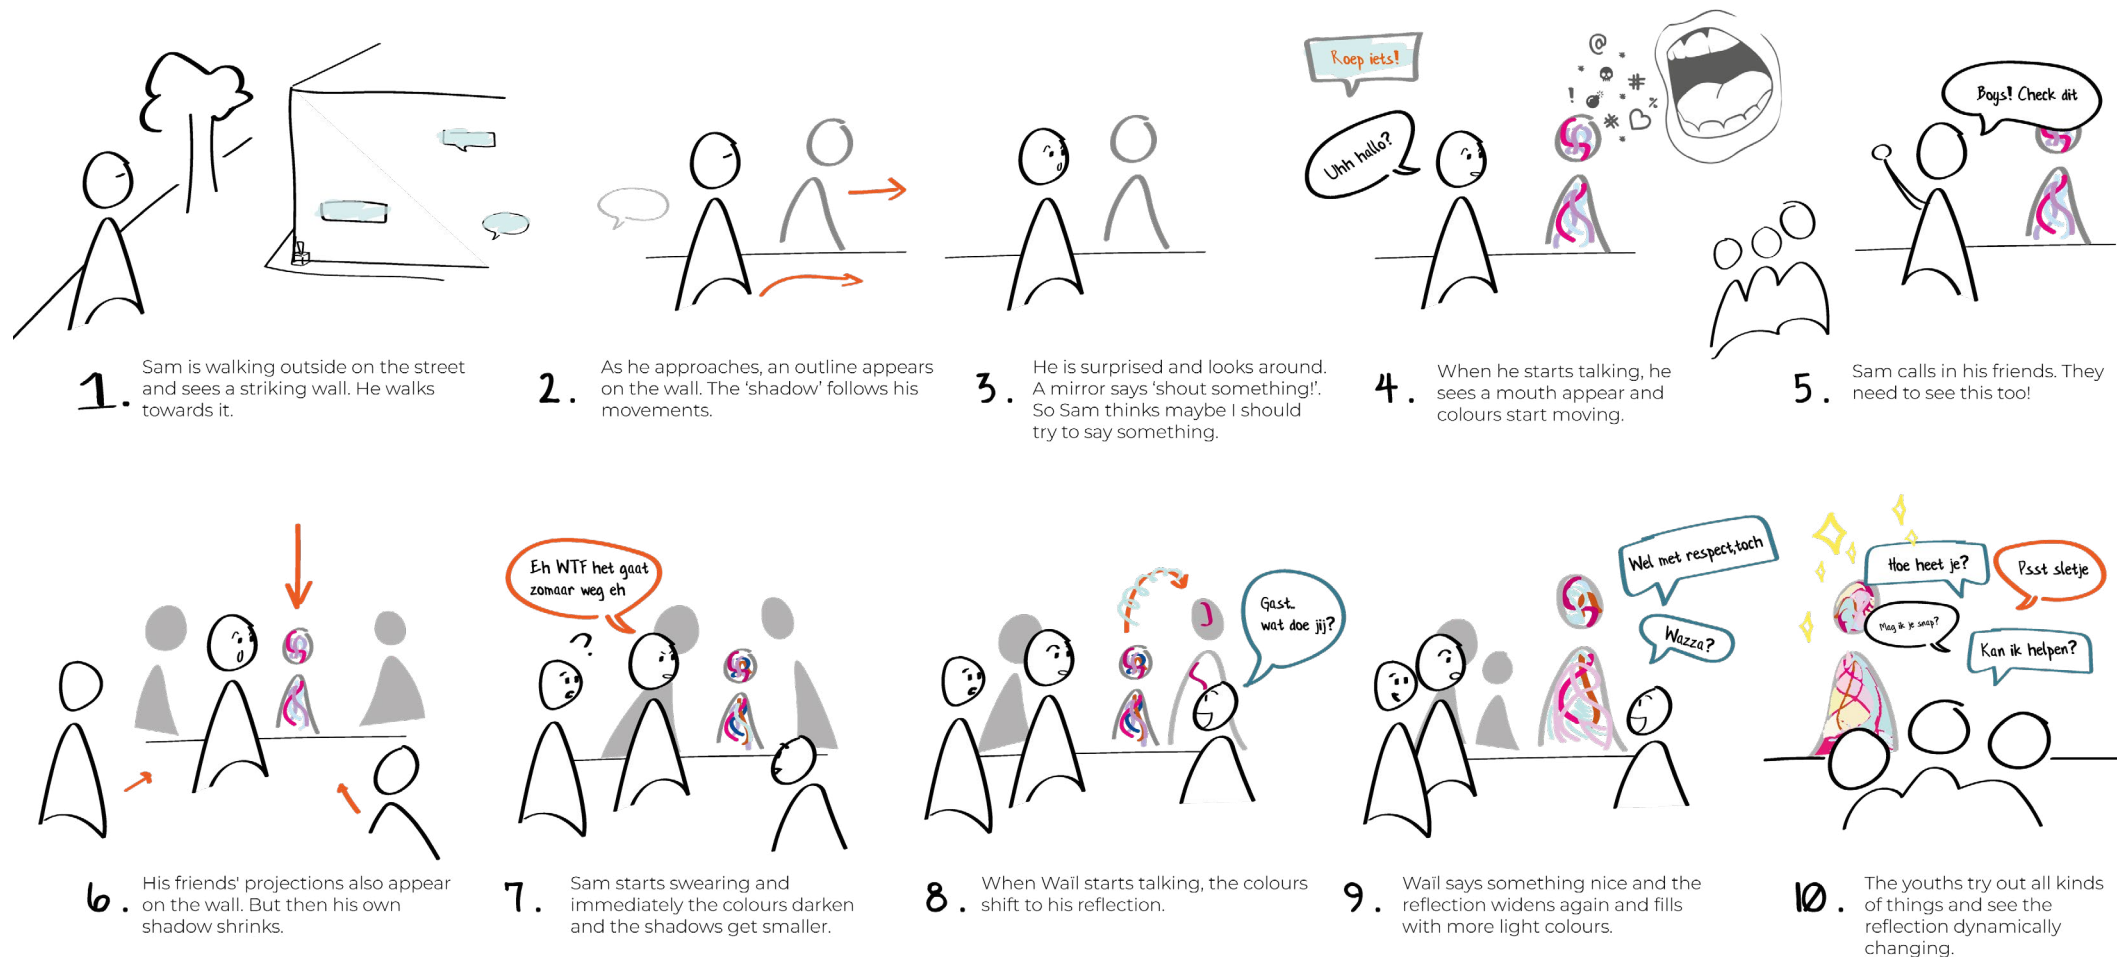 Roep iets!
Uhh hallo?
@
#
!
%
#
Boys! Check dit
1. Sam is walking outside on the street
and sees a striking wall. He walks
towards it.
2. As he approaches, an outline appears
on the wall. The ‘shadow’ follows his
movements.
3. He is surprised and looks around.
A mirror says ‘shout something!’.
So Sam thinks maybe I should
try to say something.
4. When he starts talking, he
sees a mouth appear and
colours start moving.
5. Sam calls in his friends. They
need to see this too!
Eh WTF het gaat
zomaar weg eh
?
Gast..
wat doe jij?
Wel met respect,toch
Wazza?
Hoe heet je?
Psst sletje
Mag ik je snap?
Kan ik helpen?
6. His friends' projections also appear
on the wall. But then his own
shadow shrinks.
7. Sam starts swearing and
immediately the colours darken
and the shadows get smaller.
8. When Waïl starts talking, the colours
shift to his reflection.
9. Waïl says something nice and the
reflection widens again and fills
with more light colours.
10. The youths try out all kinds
of things and see the
reflection dynamically
changing.